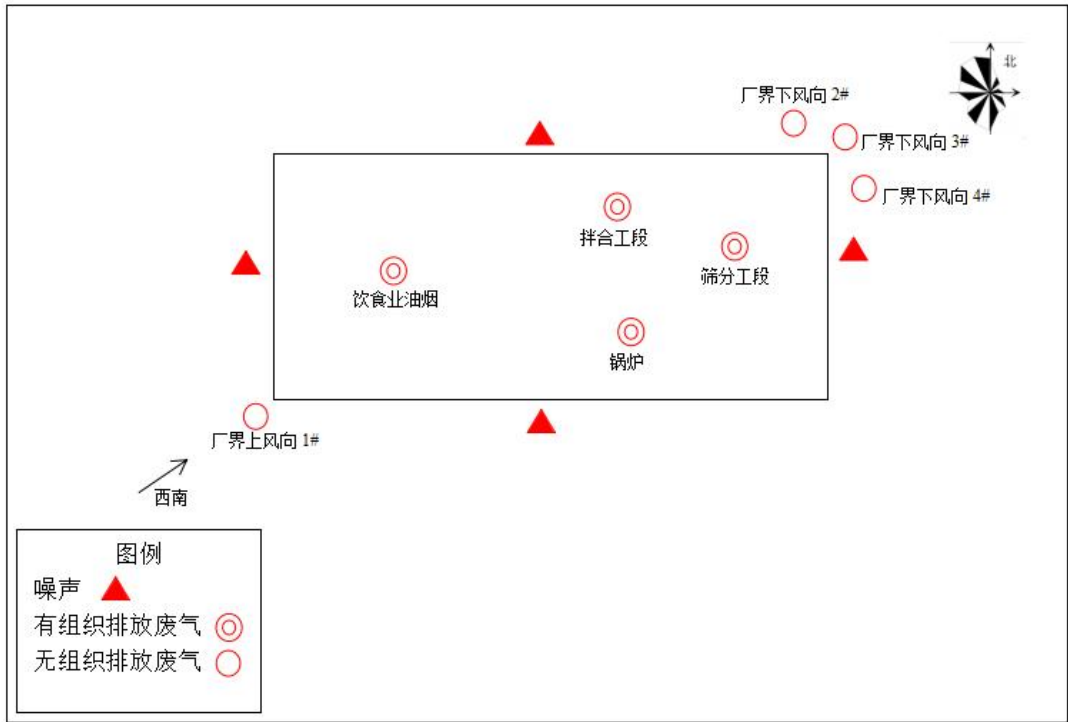 北
厂界下风向 2#
厂界下风向 3#
厂界下风向 4#
拌合工段
筛分工段
饮食业油烟
锅炉
厂界上风向 1#
西南
图例
噪声
有组织排放废气
无组织排放废气